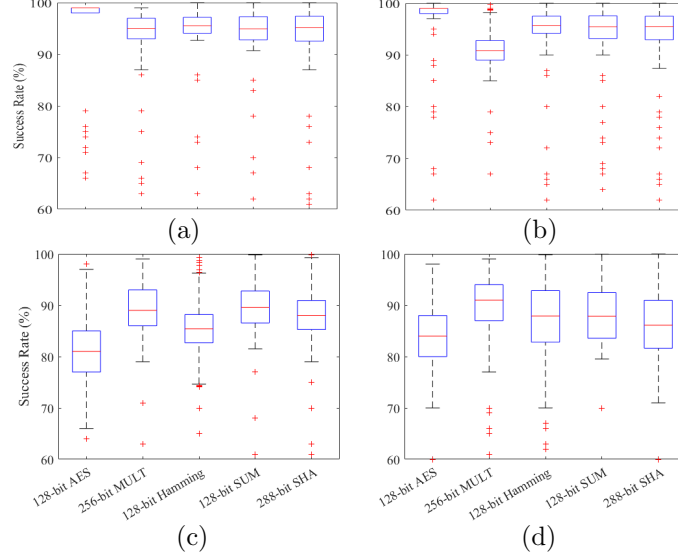 100
90
80
70
60
Success Rate (%)
(a)
100
90
80
70
60
(b)
100
90
80
70
60
Success Rate (%)
128-bit AES
256-bit MULT
128-bit Hamming
128-bit SUM
288-bit SHA
(c)
100
90
80
70
60
128-bit AES
256-bit MULT
128-bit Hamming
128-bit SUM
288-bit SHA
(d)